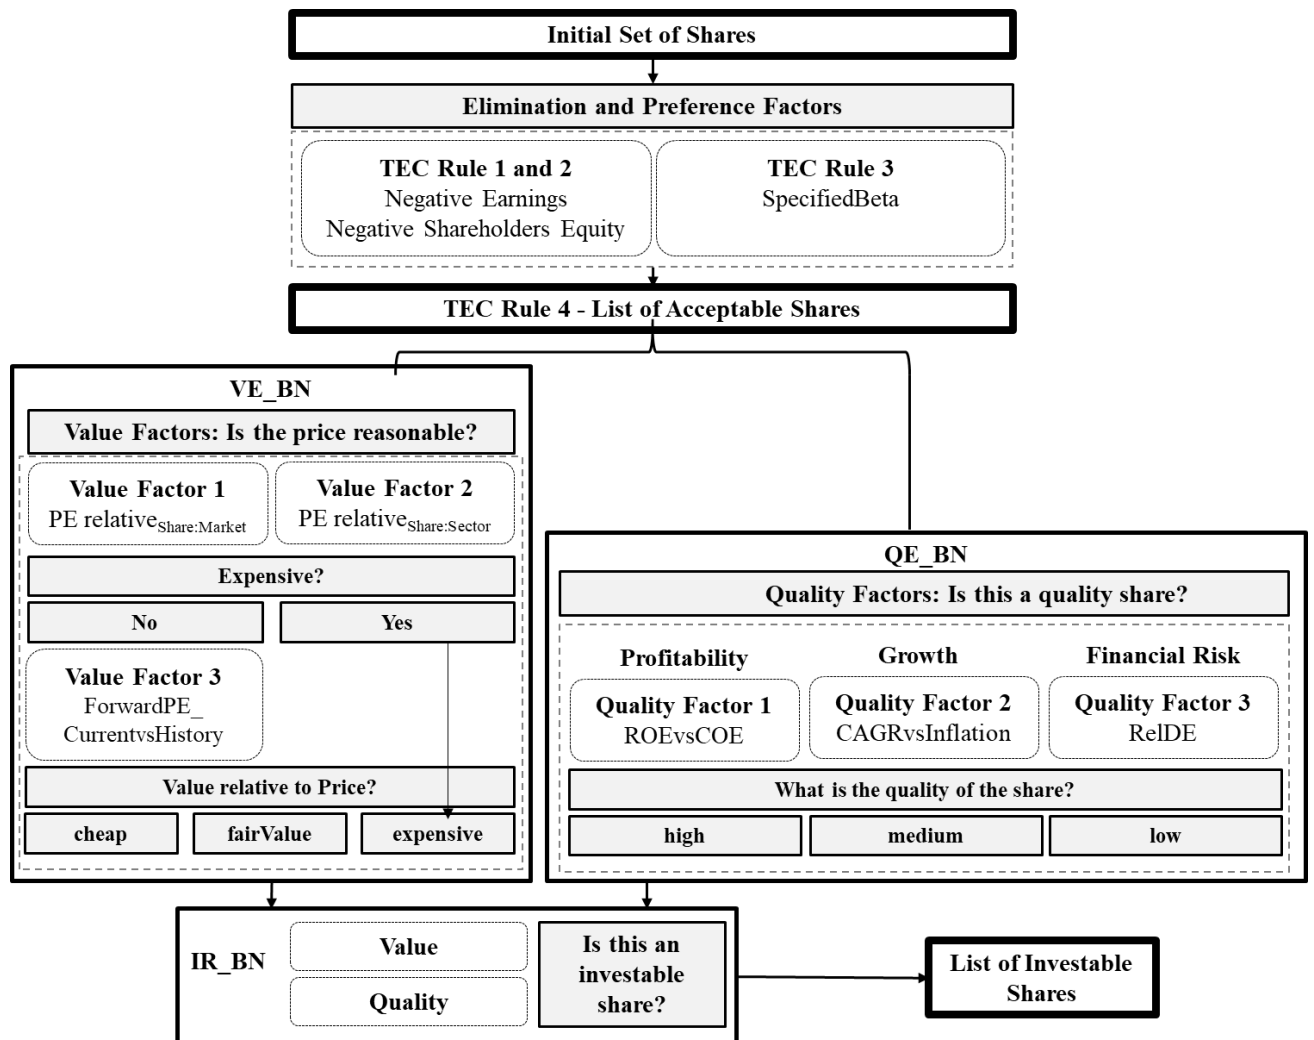 Initial Set of Shares
Elimination and Preference Factors
TEC Rule 1 and 2
Negative Earnings
Negative Shareholders Equity
TEC Rule 3
SpecifiedBeta
TEC Rule 4 - List of Acceptable Shares
VE_BN
Value Factors: Is the price reasonable?
Value Factor 1
PE relativeShare:Market
Value Factor 2
PE relativeShare:Sector
Expensive?
No
Yes
Value Factor 3
ForwardPE_
CurrentvsHistory
Value relative to Price?
cheap
fairValue
expensive
QE_BN
Quality Factors: Is this a quality share?
Profitability
Growth
Financial Risk
Quality Factor 1
ROEvsCOE
Quality Factor 2
CAGRvsInflation
Quality Factor 3
RelDE
What is the quality of the share?
high
medium
low
IR_BN
Value
Quality
Is this an
investable
share?
List of Investable
Shares